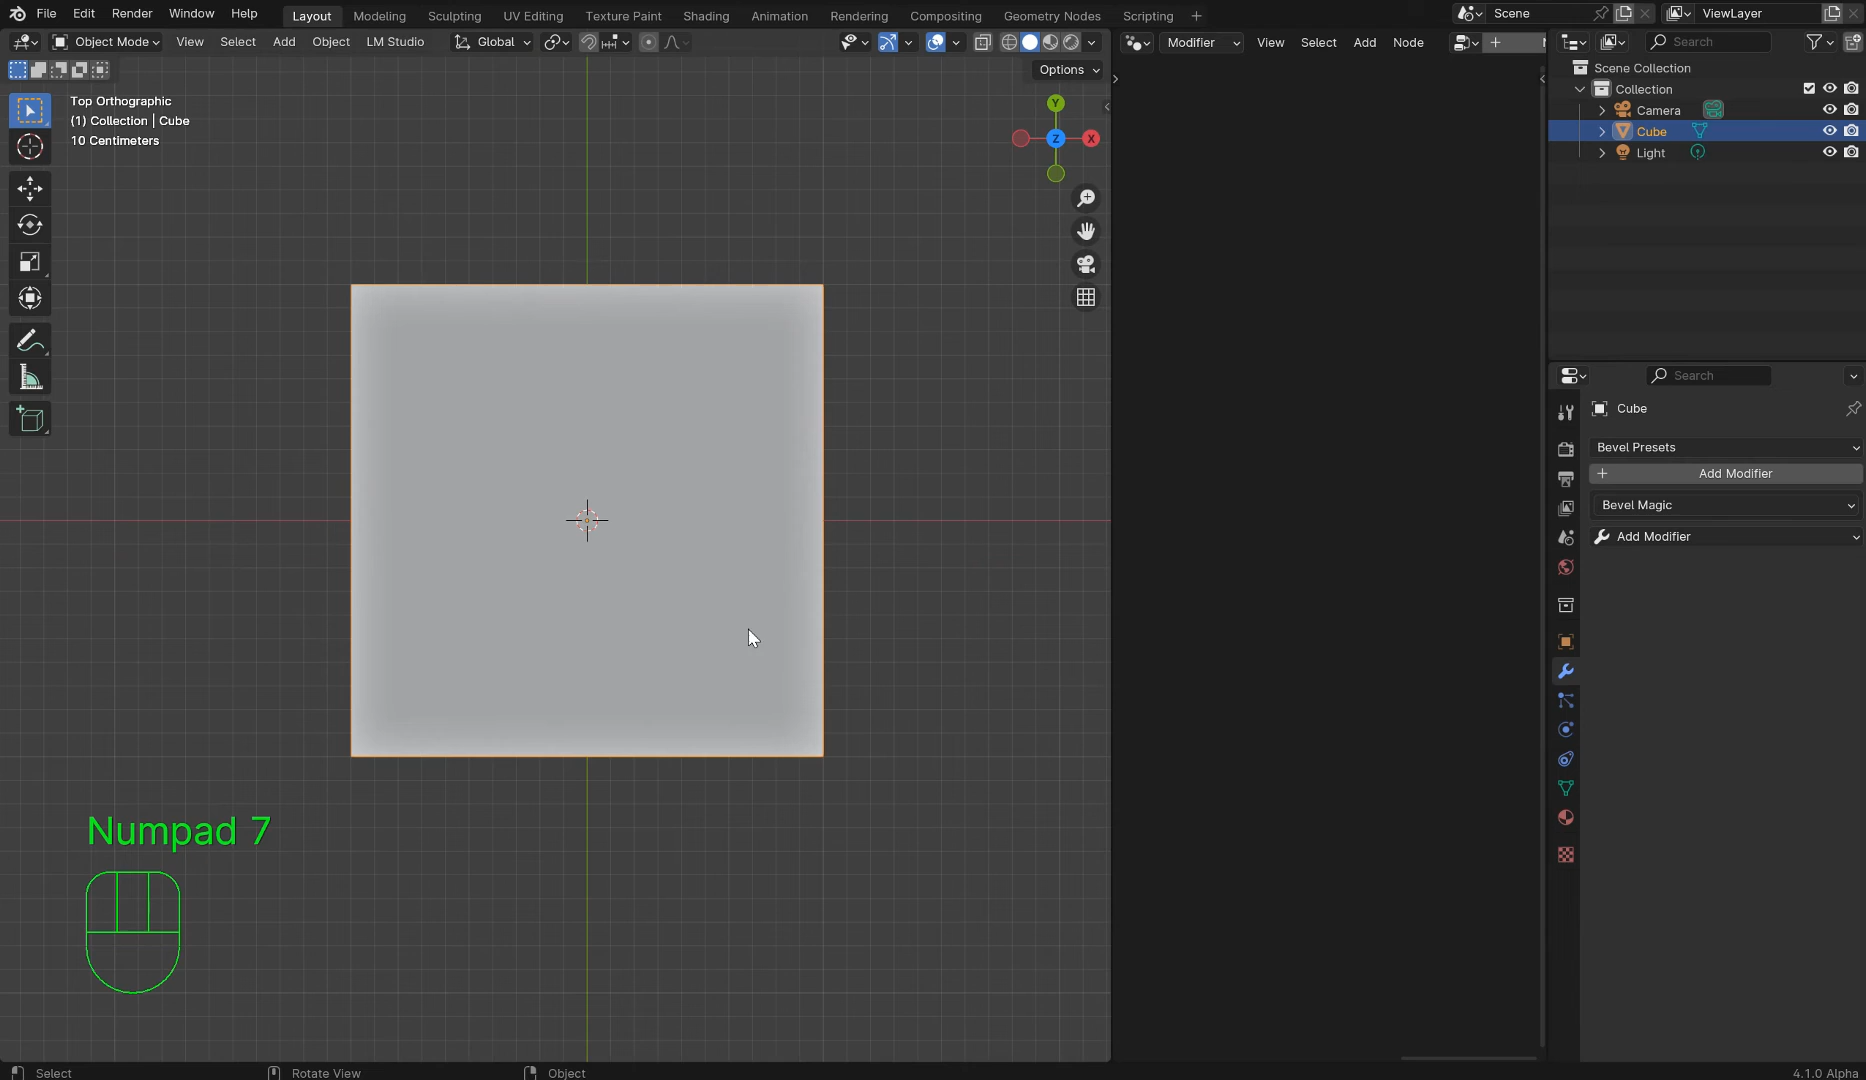 File Edit Render Window Help Layout Modeling Sculpting UV Editing Texture Paint Shading Animation Rendering Compositing Geometry Nodes Scripting + Scene ViewLayer
Object Mode View Select Add Object LM Studio Global Modifier View Select Add Node Search
Options
Scene Collection
Collection
Camera
Cube
Light
Top Orthographic
(1) Collection | Cube
10 Centimeters
Y
Z X
Search
Cube
Bevel Presets
+ Add Modifier
Bevel Magic
Add Modifier
Numpad 7
Select Rotate View Object 4.1.0 Alpha